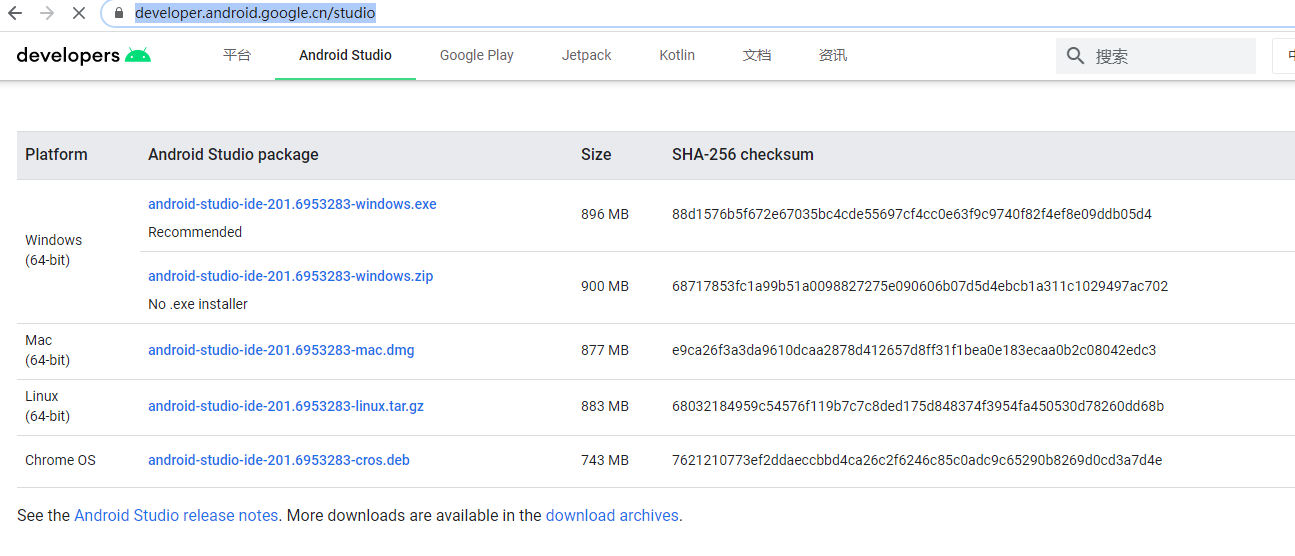 developer.android.google.cn/studio
developers 平台 Android Studio Google Play Jetpack Kotlin 文档 资讯 搜索
Platform Android Studio package Size SHA-256 checksum
Windows
(64-bit)
android-studio-ide-201.6953283-windows.exe
Recommended
896 MB 88d1576b5f672e67035bc4cde55697cf4cc0e63f9c9740f82f4ef8e09ddb05d4
android-studio-ide-201.6953283-windows.zip
No .exe installer
900 MB 68717853fc1a99b51a0098827275e090606b07d5d4ebcb1a311c1029497ac702
Mac
(64-bit)
android-studio-ide-201.6953283-mac.dmg 877 MB e9ca26f3a3da9610dcaa2878d412657d8ff31f1bea0e183ecaa0b2c08042edc3
Linux
(64-bit)
android-studio-ide-201.6953283-linux.tar.gz 883 MB 68032184959c54576f119b7c7c8ded175d848374f3954fa450530d78260dd68b
Chrome OS android-studio-ide-201.6953283-cros.deb 743 MB 7621210773ef2ddaeccbbd4ca26c2f6246c85c0adc9c65290b8269d0cd3a7d4e
See the Android Studio release notes. More downloads are available in the download archives.